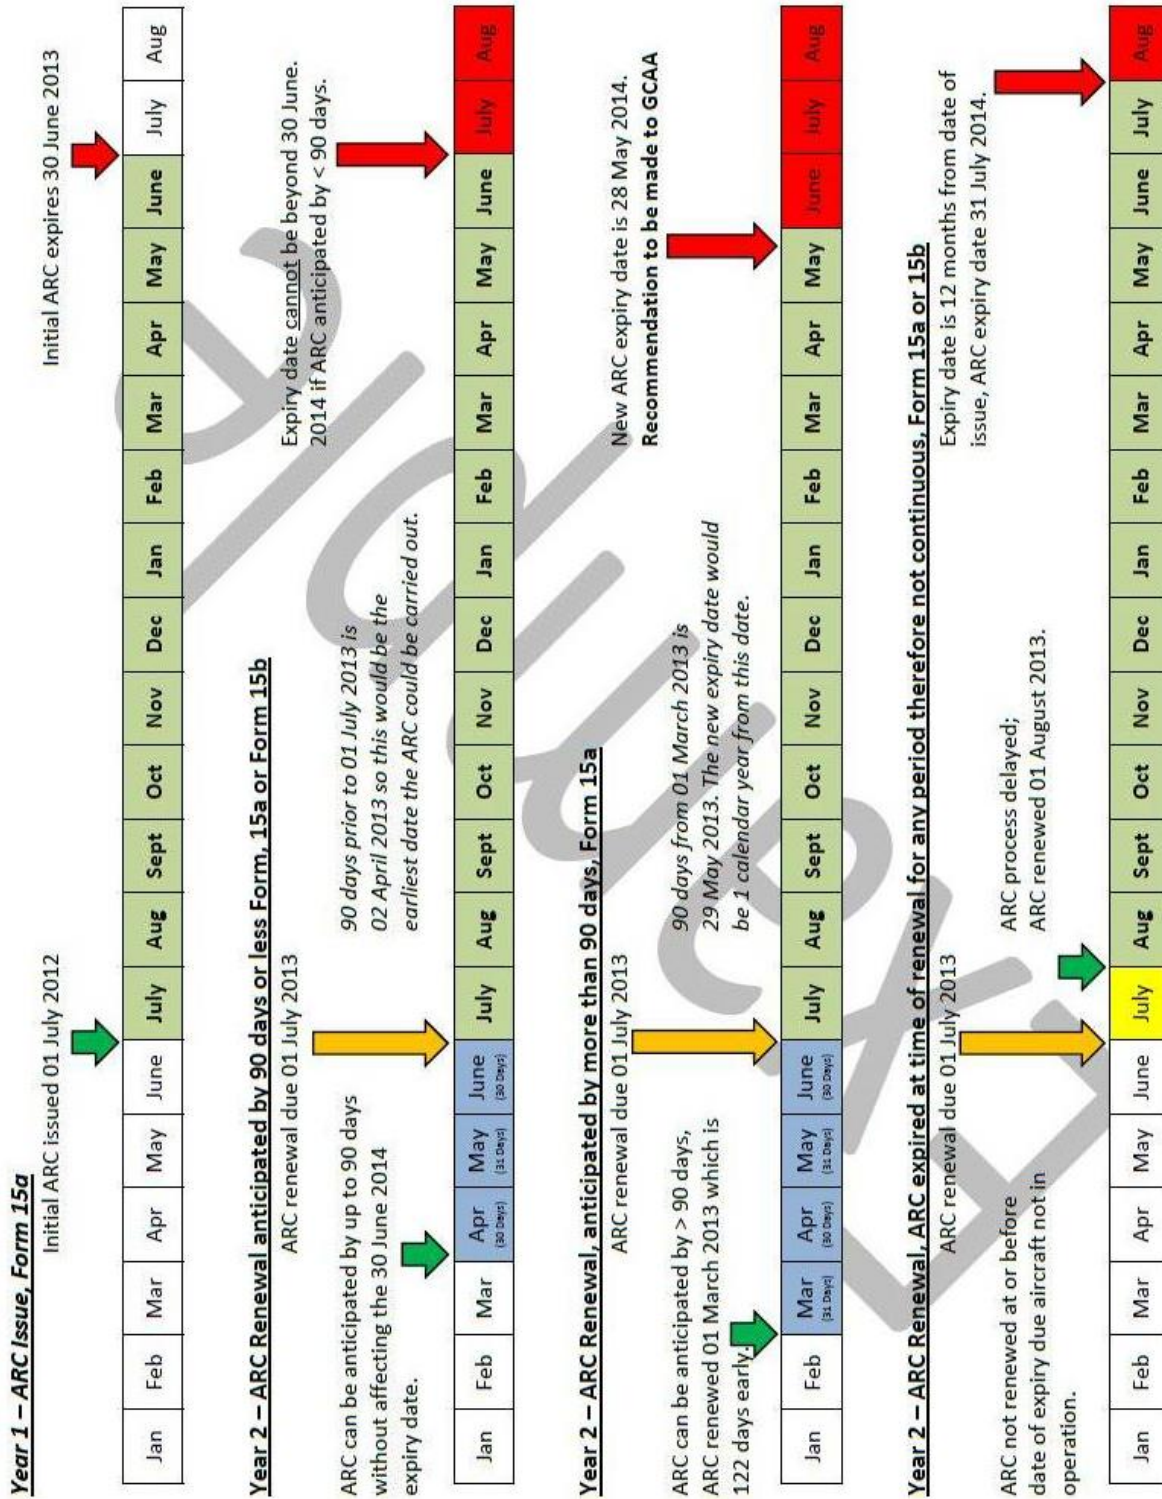 Year 1 – ARC Issue, Form 15a
Initial ARC issued 01 July 2012
Initial ARC expires 30 June 2013
Jan Feb Mar Apr May June July Aug Sept Oct Nov Dec Jan Feb Mar Apr May June July Aug
Year 2 – ARC Renewal anticipated by 90 days or less Form, 15a or Form 15b
ARC renewal due 01 July 2013
ARC can be anticipated by up to 90 days
without affecting the 30 June 2014
expiry date.
90 days prior to 01 July 2013 is
02 April 2013 so this would be the
earliest date the ARC could be carried out.
Expiry date cannot be beyond 30 June.
2014 if ARC anticipated by < 90 days.
Jan Feb Mar Apr May June July Aug Sept Oct Nov Dec Jan Feb Mar Apr May June July Aug
(30 Days) (31 Days) (30 Days)
Year 2 – ARC Renewal, anticipated by more than 90 days, Form 15a
ARC renewal due 01 July 2013
ARC can be anticipated by > 90 days,
ARC renewed 01 March 2013 which is
122 days early.
90 days from 01 March 2013 is
29 May 2013. The new expiry date would
be 1 calendar year from this date.
New ARC expiry date is 28 May 2014.
Recommendation to be made to GCAA
Jan Feb Mar Apr May June July Aug Sept Oct Nov Dec Jan Feb Mar Apr May June July Aug
(31 Days) (30 Days) (31 Days) (30 Days)
Year 2 – ARC Renewal, ARC expired at time of renewal for any period therefore not continuous, Form 15a or 15b
ARC renewal due 01 July 2013
ARC not renewed at or before
date of expiry due aircraft not in
operation.
ARC process delayed;
ARC renewed 01 August 2013.
Expiry date is 12 months from date of
issue, ARC expiry date 31 July 2014.
Jan Feb Mar Apr May June July Aug Sept Oct Nov Dec Jan Feb Mar Apr May June July Aug